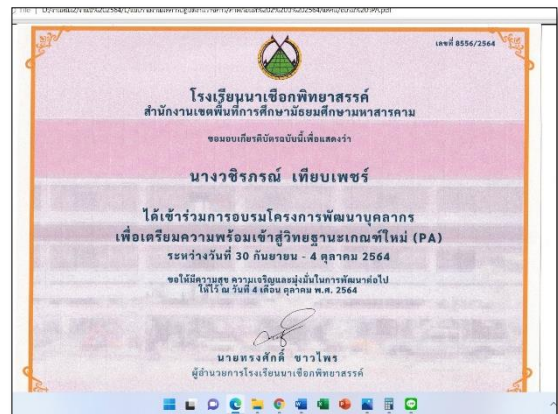 เลขที่ 8556/2564
โรงเรียนนาเชือกพิทยาสรรค์
สำนักงานเขตพื้นที่การศึกษามัธยมศึกษามหาสารคาม
ขอมอบเกียรติบัตรฉบับนี้เพื่อแสดงว่า
นางวชิรภรณ์ เทียบเพชร์
ได้เข้าร่วมการอบรมโครงการพัฒนาบุคลากร
เพื่อเตรียมความพร้อมเข้าสู่วิทยฐานะเกณฑ์ใหม่ (PA)
ระหว่างวันที่ 30 กันยายน - 4 ตุลาคม 2564
ขอให้มีความสุข ความเจริญและมุ่งมั่นในการพัฒนาต่อไป
ให้ไว้ ณ วันที่ 4 เดือน ตุลาคม พ.ศ. 2564
นายทรงศักดิ์ ชาวไพร
ผู้อำนวยการโรงเรียนนาเชือกพิทยาสรรค์